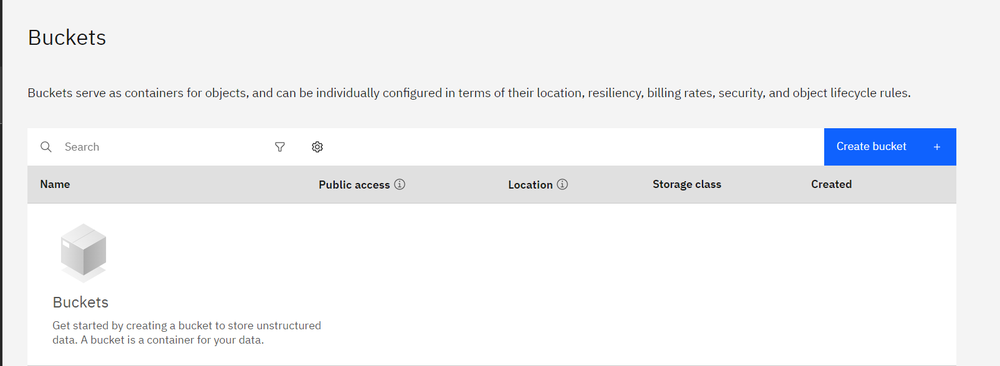 Buckets
Buckets serve as containers for objects, and can be individually configured in terms of their location, resiliency, billing rates, security, and object lifecycle rules.
Search
Create bucket +
Name Public access Location Storage class Created
Buckets
Get started by creating a bucket to store unstructured
data. A bucket is a container for your data.